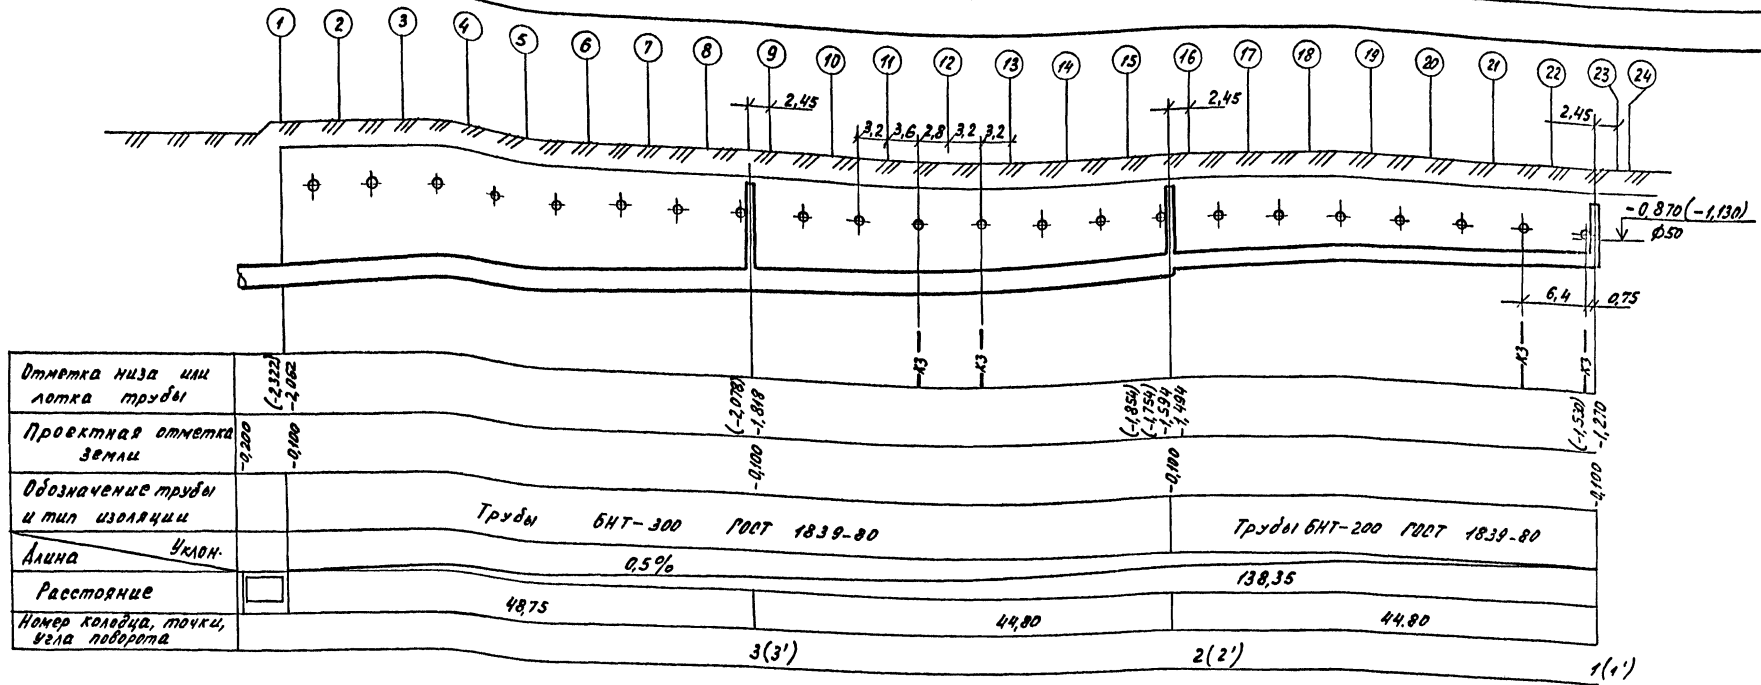 1 2 3 4 5 6 7 8 9 10 11 12 13 14 15 16 17 18 19 20 21 22 23 24
2,45 2,45 2,45
3,2 3,6 2,8 3,2 3,2
-0,870(-1,130)
φ50
6,4 0,75
КЗ КЗ КЗ КЗ
Отметка низа или
лотка трубы
(-2,322)
-2,062
(-2,078)
-1,818
(-1,854)
(-1,754)
-1,594
-1,494
(-1,530)
-1,270
Проектная отметка
земли
-0,200
-0,100
-0,100
-0,100
-0,100
Обозначение трубы
и тип изоляции
Трубы БНТ-300 ГОСТ 1839-80
Трубы БНТ-200 ГОСТ 1839-80
Уклон.
Длина
0,5%
138,35
Расстояние
48,75
44,80
44.80
Номер колодца, точки,
угла поворота
3(3')
2(2')
1(1')